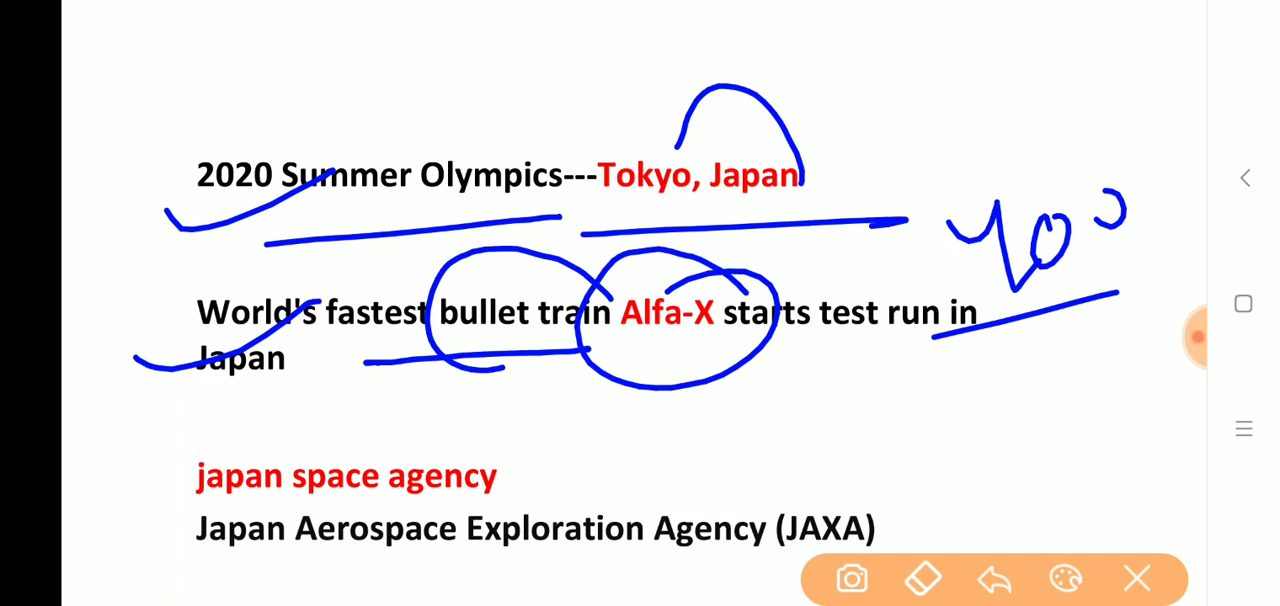 2020 Summer Olympics---Tokyo, Japan
400
World's fastest bullet train Alfa-X starts test run in
Japan
japan space agency
Japan Aerospace Exploration Agency (JAXA)